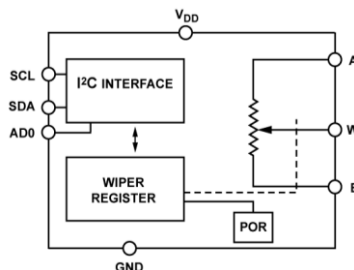 VDD
SCL
I2C INTERFACE
SDA
AD0
A
W
B
WIPER
REGISTER
POR
GND